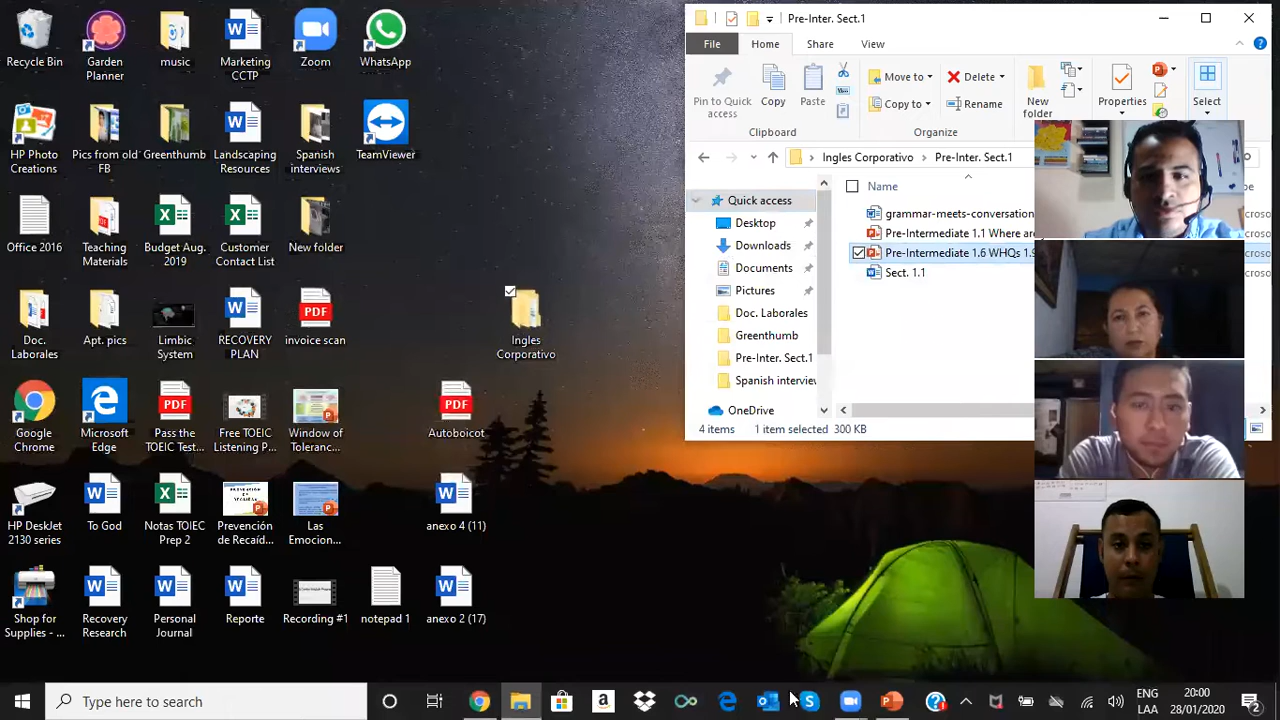 Recycle Bin
Garden
Planner
music
Marketing
CCTP
Zoom
WhatsApp
HP Photo
Creations
Pics from old
FB
Greenthumb
Landscaping
Resources
Spanish
interviews
TeamViewer
Office 2016
Teaching
Materials
Budget Aug.
2019
Customer
Contact List
New folder
Doc.
Laborales
Apt. pics
Limbic
System
RECOVERY
PLAN
invoice scan
Ingles
Corporativo
Google
Chrome
Microsoft
Edge
Pass the
TOEIC Test...
Free TOEIC
Listening P...
Window of
Toleranc...
Autoboicot
HP DeskJet
2130 series
To God
Notas TOEIC
Prep 2
Prevención
de Recaíd...
Las
Emocion...
anexo 4 (11)
Shop for
Supplies - ...
Recovery
Research
Personal
Journal
Reporte
Recording #1
notepad 1
anexo 2 (17)
Pre-Inter. Sect.1
File
Home
Share
View
Pin to Quick
access
Copy
Paste
Move to
Copy to
Delete
Rename
New
folder
Properties
Select
Clipboard
Organize
Ingles Corporativo
Pre-Inter. Sect.1
Name
Quick access
Desktop
Downloads
Documents
Pictures
Doc. Laborales
Greenthumb
Pre-Inter. Sect.1
Spanish interview
OneDrive
grammar-meets-conversation
Pre-Intermediate 1.1 Where are
Pre-Intermediate 1.6 WHQs 1.9
Sect. 1.1
4 items
1 item selected
300 KB
Type here to search
ENG
LAA
20:00
28/01/2020